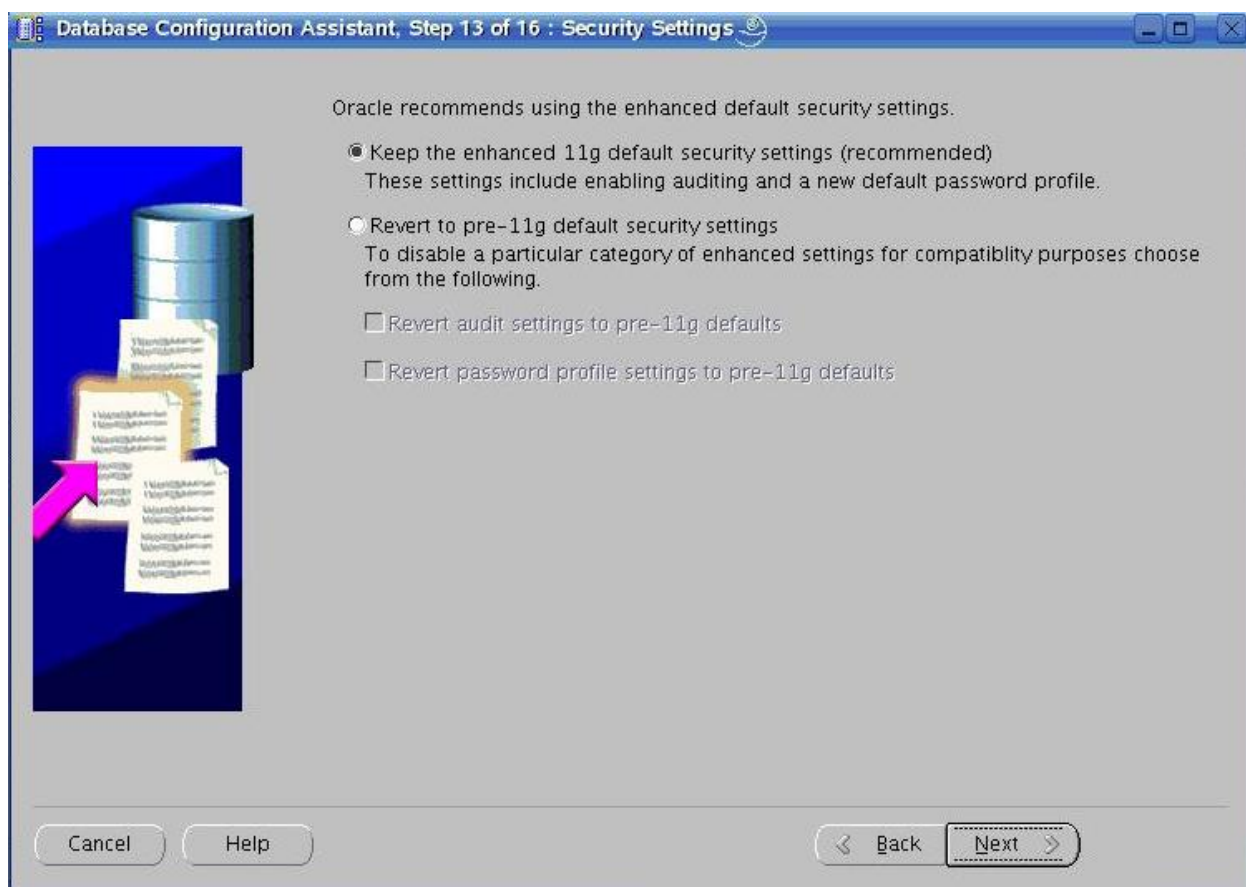 Database Configuration Assistant, Step 13 of 16 : Security Settings
Oracle recommends using the enhanced default security settings.
Keep the enhanced 11g default security settings (recommended)
These settings include enabling auditing and a new default password profile.
Revert to pre-11g default security settings
To disable a particular category of enhanced settings for compatiblity purposes choose
from the following.
Revert audit settings to pre-11g defaults
Revert password profile settings to pre-11g defaults
Cancel
Help
Back
Next